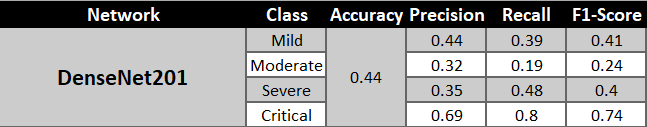 Network Class Accuracy Precision Recall F1-Score
Mild 0.44 0.39 0.41
Moderate 0.32 0.19 0.24
DenseNet201 0.44
Severe 0.35 0.48 0.4
Critical 0.69 0.8 0.74